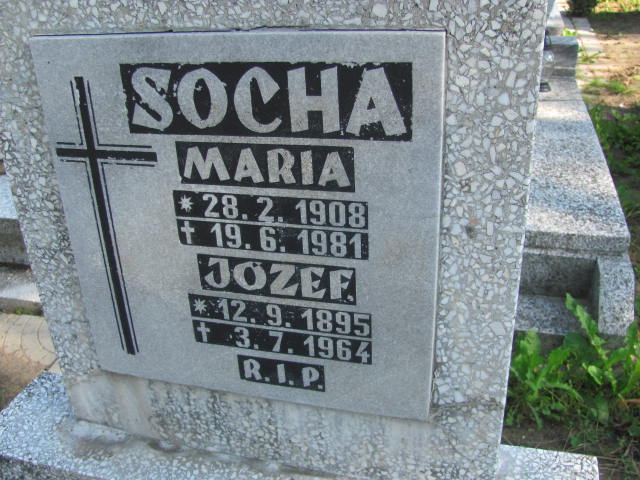 SOCHA
MARIA
* 28. 2. 1908
† 19. 6. 1981
JÓZEF
* 12. 9. 1895
† 3. 7. 1964
R.I.P.